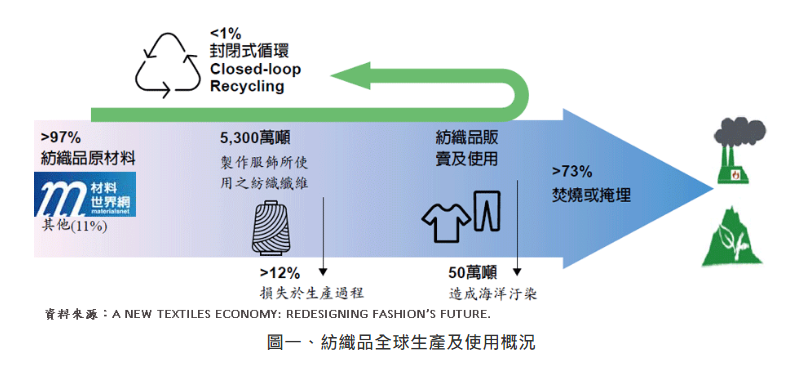 <1%
封閉式循環
Closed-loop
Recycling
>97%
紡織品原材料
材料
世界網
materialsnet
其他(11%)
5,300萬噸
製作服飾所使
用之紡織纖維
>12%
損失於生產過程
紡織品販
賣及使用
50萬噸
造成海洋汙染
>73%
焚燒或掩埋
資料來源：A NEW TEXTILES ECONOMY: REDESIGNING FASHION'S FUTURE.
圖一、紡織品全球生產及使用概況